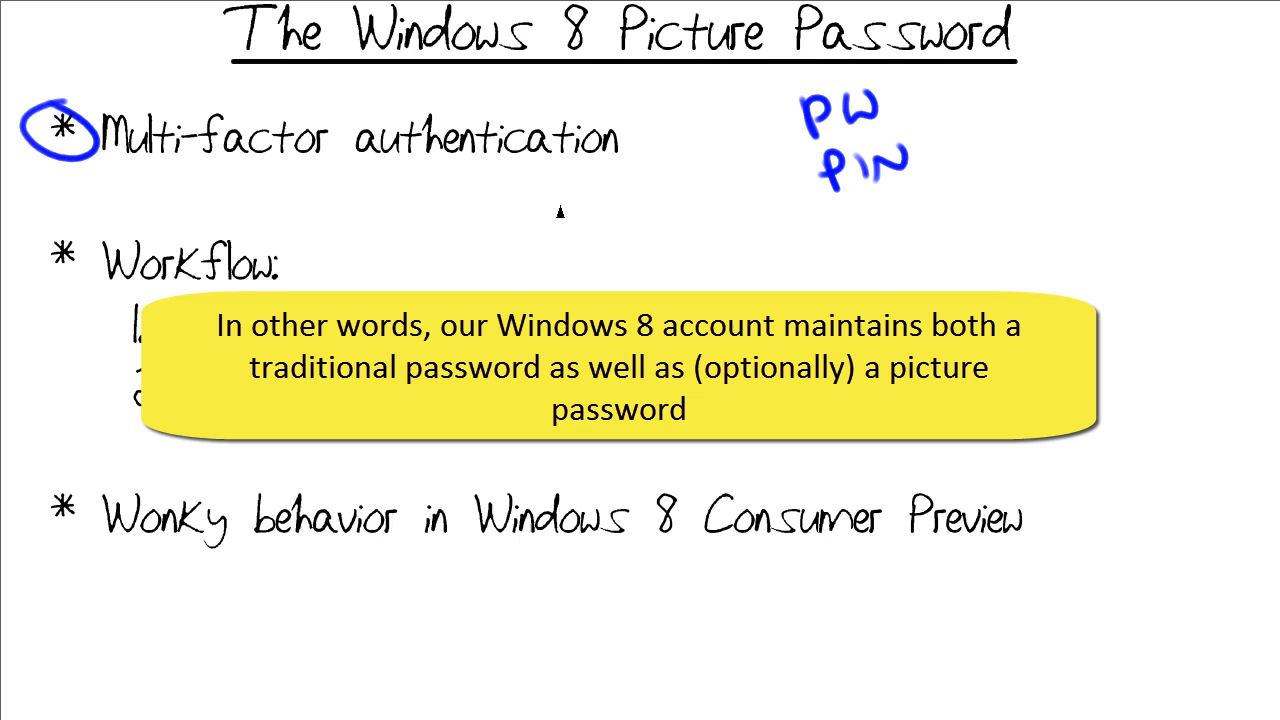 The Windows 8 Picture Password
* Multi-factor authentication
PW
PIN
* Workflow:
1.
In other words, our Windows 8 account maintains both a
traditional password as well as (optionally) a picture
password
* Wonky behavior in Windows 8 Consumer Preview